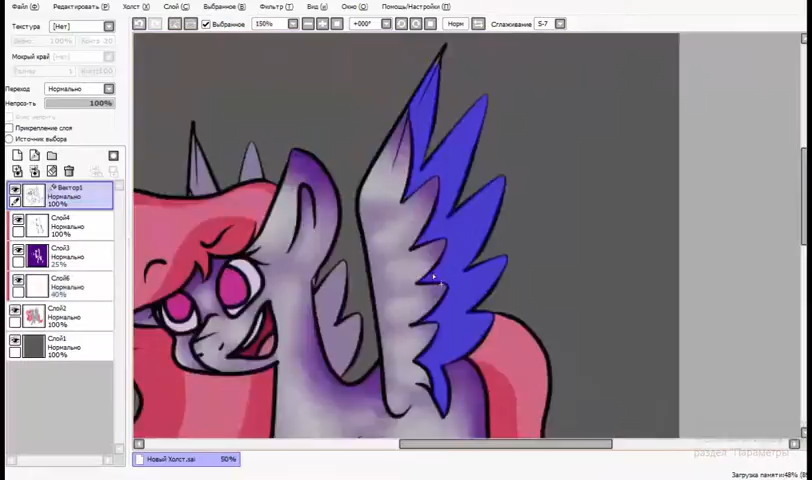 Файл (Ф) Редактировать (Р) Холст (X) Слой (С) Выбранное (В) Фильтр (T) Вид (и) Окно (O) Помощь/Настройки (П)
Текстура [Нет]
Выбранное 150% +000° Норм Сглаживание S-7
Мокрый край
Переход Нормально
Непроз-ть 100%
Прикрепление слоя
Источник выбора
Вектор1
Нормально
100%
Слой4
Нормально
100%
Слой3
Нормально
25%
Слой6
Нормально
40%
Слой2
Нормально
100%
Слой1
Нормально
100%
раздел "Параметры
Новый Холст.sai 50%
Загрузка памяти:48%